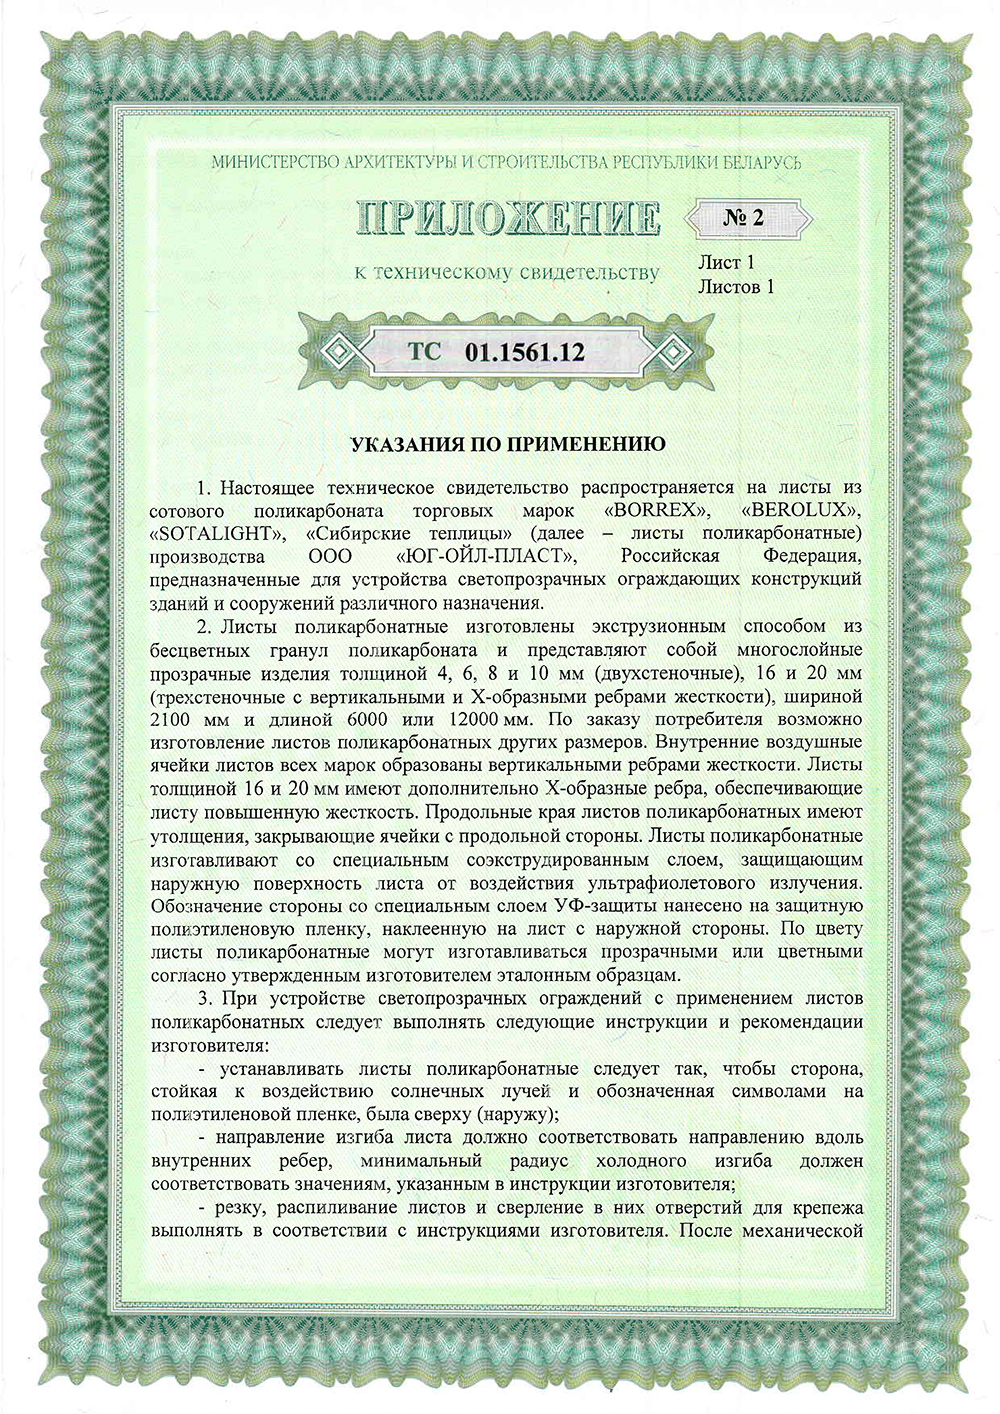 МИНИСТЕРСТВО АРХИТЕКТУРЫ И СТРОИТЕЛЬСТВА РЕСПУБЛИКИ БЕЛАРУСЬ
ПРИЛОЖЕНИЕ
№ 2
к техническому свидетельству
Лист 1
Листов 1
ТС 01.1561.12
УКАЗАНИЯ ПО ПРИМЕНЕНИЮ
1. Настоящее техническое свидетельство распространяется на листы из
сотового поликарбоната торговых марок «BORREX», «BEROLUX»,
«SOTALIGHT», «Сибирские теплицы» (далее – листы поликарбонатные)
производства ООО «ЮГ-ОЙЛ-ПЛАСТ», Российская Федерация,
предназначенные для устройства светопрозрачных ограждающих конструкций
зданий и сооружений различного назначения.
2. Листы поликарбонатные изготовлены экструзионным способом из
бесцветных гранул поликарбоната и представляют собой многослойные
прозрачные изделия толщиной 4, 6, 8 и 10 мм (двухстеночные), 16 и 20 мм
(трехстеночные с вертикальными и Х-образными ребрами жесткости), шириной
2100 мм и длиной 6000 или 12000 мм. По заказу потребителя возможно
изготовление листов поликарбонатных других размеров. Внутренние воздушные
ячейки листов всех марок образованы вертикальными ребрами жесткости. Листы
толщиной 16 и 20 мм имеют дополнительно Х-образные ребра, обеспечивающие
листу повышенную жесткость. Продольные края листов поликарбонатных имеют
утолщения, закрывающие ячейки с продольной стороны. Листы поликарбонатные
изготавливают со специальным соэкструдированным слоем, защищающим
наружную поверхность листа от воздействия ультрафиолетового излучения.
Обозначение стороны со специальным слоем УФ-защиты нанесено на защитную
полиэтиленовую пленку, наклеенную на лист с наружной стороны. По цвету
листы поликарбонатные могут изготавливаться прозрачными или цветными
согласно утвержденным изготовителем эталонным образцам.
3. При устройстве светопрозрачных ограждений с применением листов
поликарбонатных следует выполнять следующие инструкции и рекомендации
изготовителя:
- устанавливать листы поликарбонатные следует так, чтобы сторона,
стойкая к воздействию солнечных лучей и обозначенная символами на
полиэтиленовой пленке, была сверху (наружу);
- направление изгиба листа должно соответствовать направлению вдоль
внутренних ребер, минимальный радиус холодного изгиба должен
соответствовать значениям, указанным в инструкции изготовителя;
- резку, распиливание листов и сверление в них отверстий для крепежа
выполнять в соответствии с инструкциями изготовителя. После механической